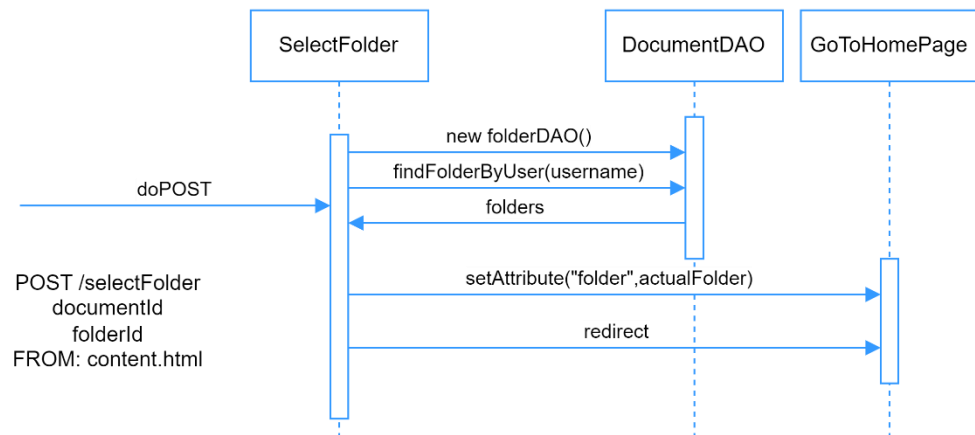 SelectFolder
DocumentDAO
GoToHomePage
new folderDAO()
findFolderByUser(username)
doPOST
folders
POST /selectFolder
documentId
folderId
FROM: content.html
setAttribute("folder",actualFolder)
redirect